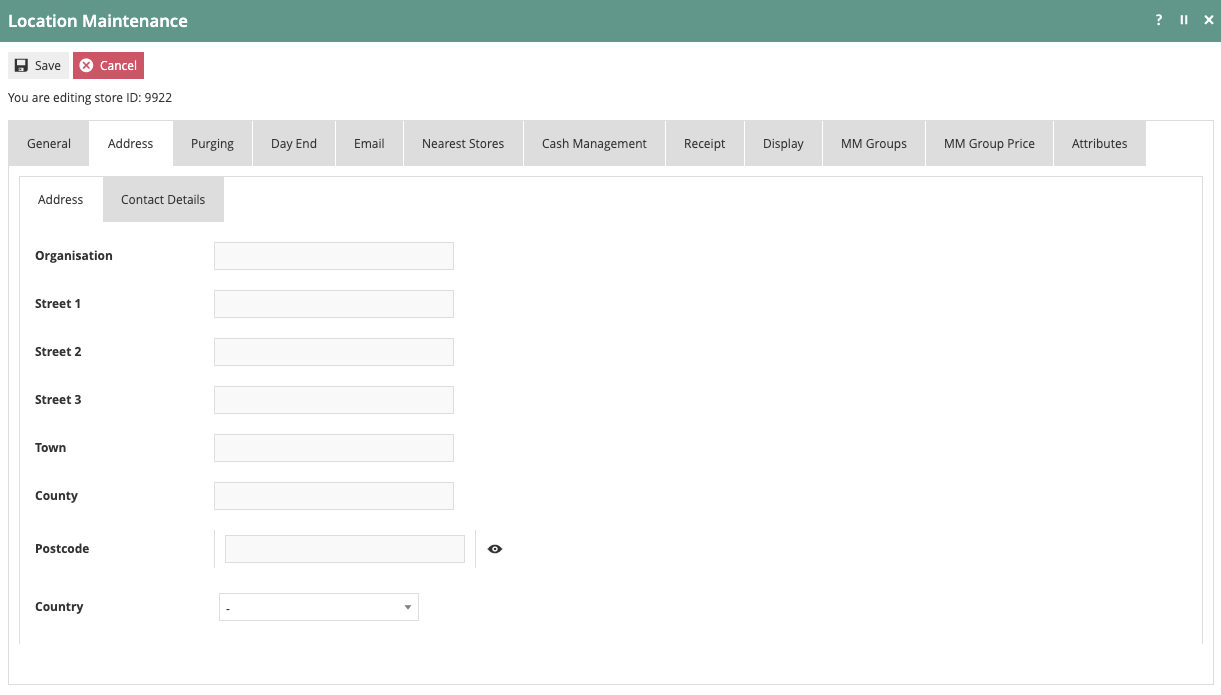 Location Maintenance ?
Save Cancel
You are editing store ID: 9922
General Address Purging Day End Email Nearest Stores Cash Management Receipt Display MM Groups MM Group Price Attributes
Address Contact Details
Organisation
Street 1
Street 2
Street 3
Town
County
Postcode
Country -